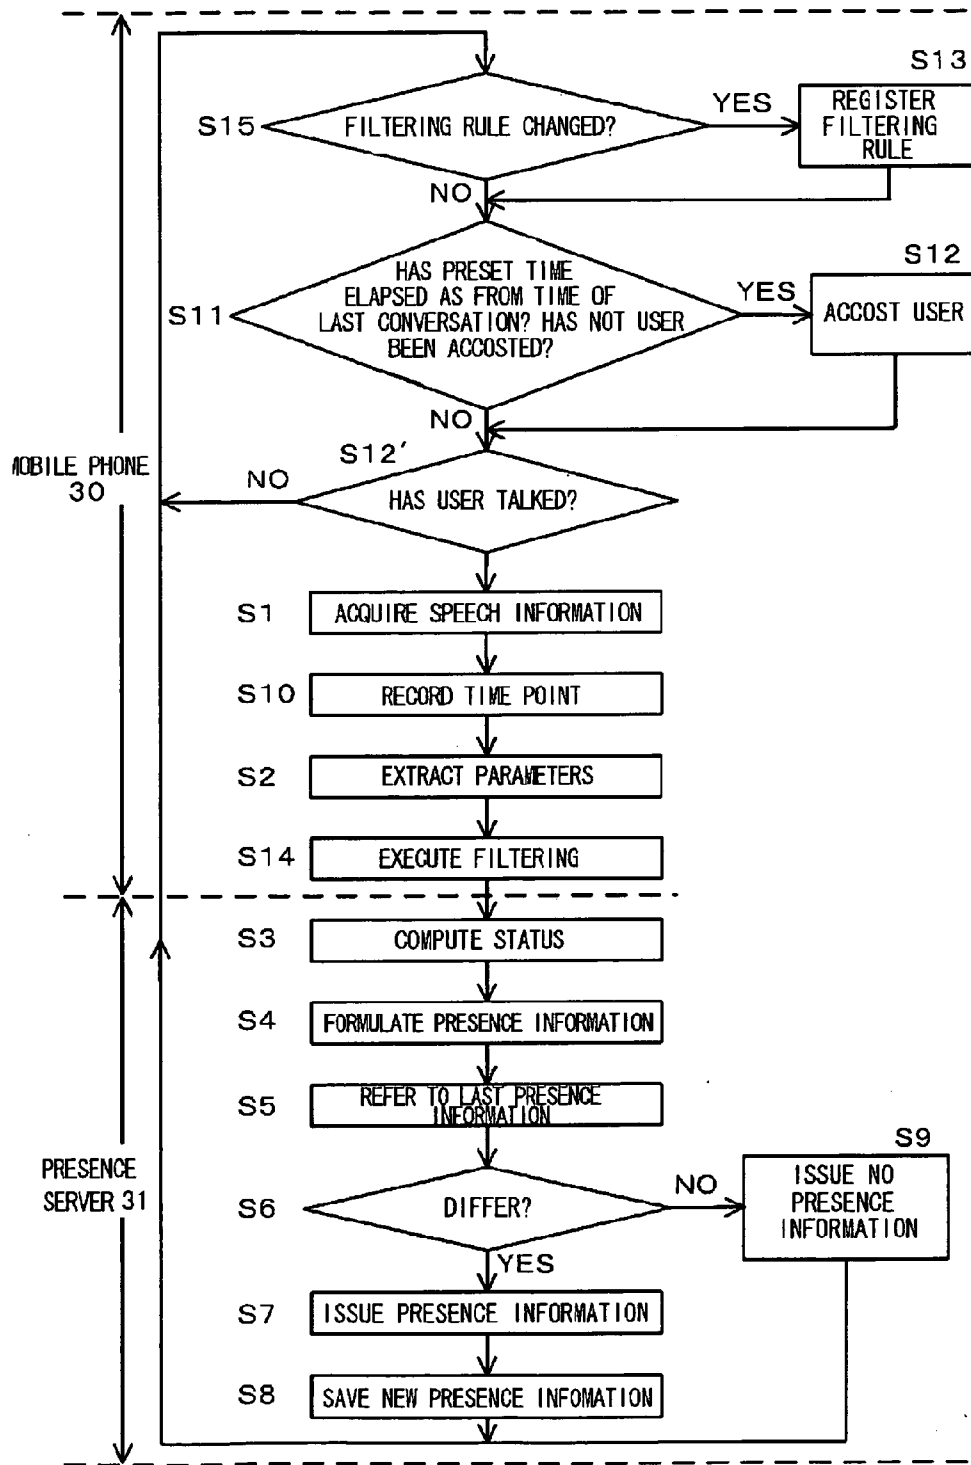 S13
YES
REGISTER
FILTERING
RULE
S15
FILTERING RULE CHANGED?
NO
S12
HAS PRESET TIME
ELAPSED AS FROM TIME OF
LAST CONVERSATION? HAS NOT USER
BEEN ACCOSTED?
S11
YES
ACCOST USER
NO
S12'
MOBILE PHONE
30
NO
HAS USER TALKED?
S1
ACQUIRE SPEECH INFORMATION
S10
RECORD TIME POINT
S2
EXTRACT PARAMETERS
S14
EXECUTE FILTERING
S3
COMPUTE STATUS
S4
FORMULATE PRESENCE INFORMATION
S5
REFER TO LAST PRESENCE
INFORMATION
S9
PRESENCE
SERVER 31
S6
DIFFER?
NO
ISSUE NO
PRESENCE
INFORMATION
YES
S7
ISSUE PRESENCE INFORMATION
S8
SAVE NEW PRESENCE INFOMATION